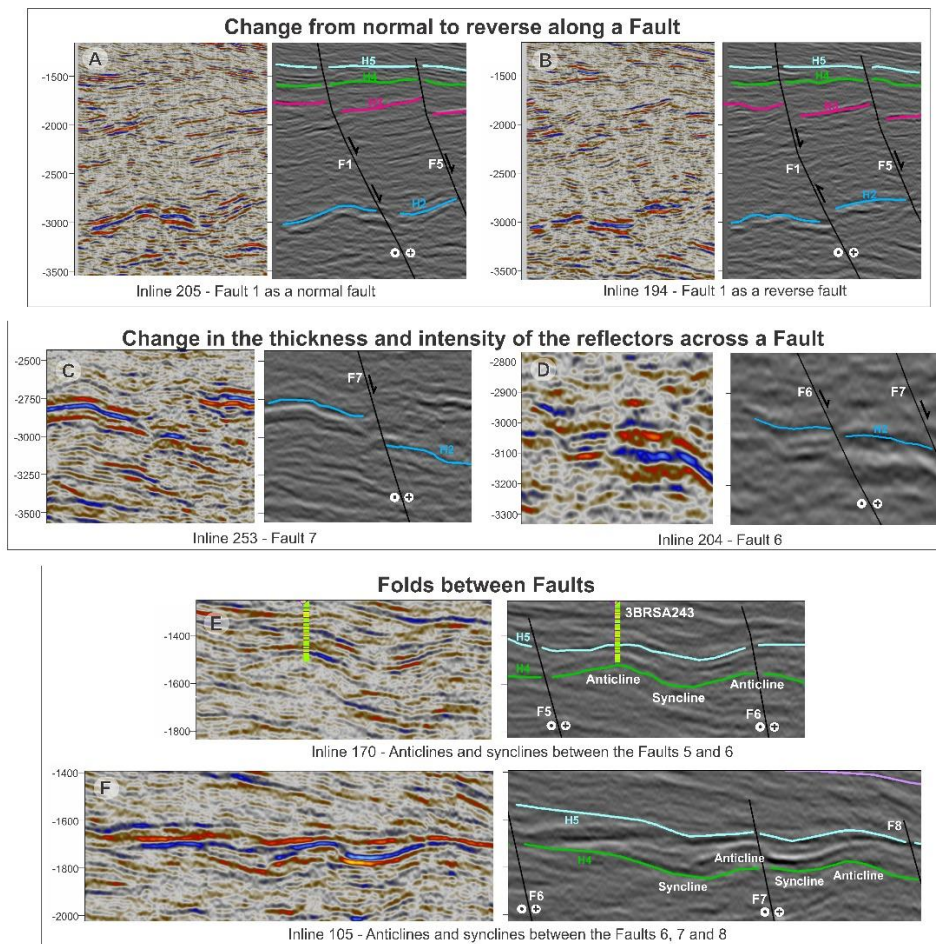 Change from normal to reverse along a Fault
A
B
-1500
-2000
-2500
-3000
-3500
H5
H4
H3
F1
F5
H2
-1500
-2000
-2500
-3000
-3500
H5
H4
H3
F1
F5
H2
Inline 205 - Fault 1 as a normal fault
Inline 194 - Fault 1 as a reverse fault
Change in the thickness and intensity of the reflectors across a Fault
C
D
-2500
-2750
-3000
-3250
-3500
F7
H2
-2800
-2900
-3000
-3100
-3200
-3300
F6
F7
H2
Inline 253 - Fault 7
Inline 204 - Fault 6
Folds between Faults
E
-1400
-1600
-1800
3BRSA243
H5
H4
Anticline
Syncline
Anticline
F5
F6
Inline 170 - Anticlines and synclines between the Faults 5 and 6
F
-1400
-1600
-1800
-2000
H5
H4
F8
Anticline
Syncline
Syncline
Anticline
F6
F7
Inline 105 - Anticlines and synclines between the Faults 6, 7 and 8